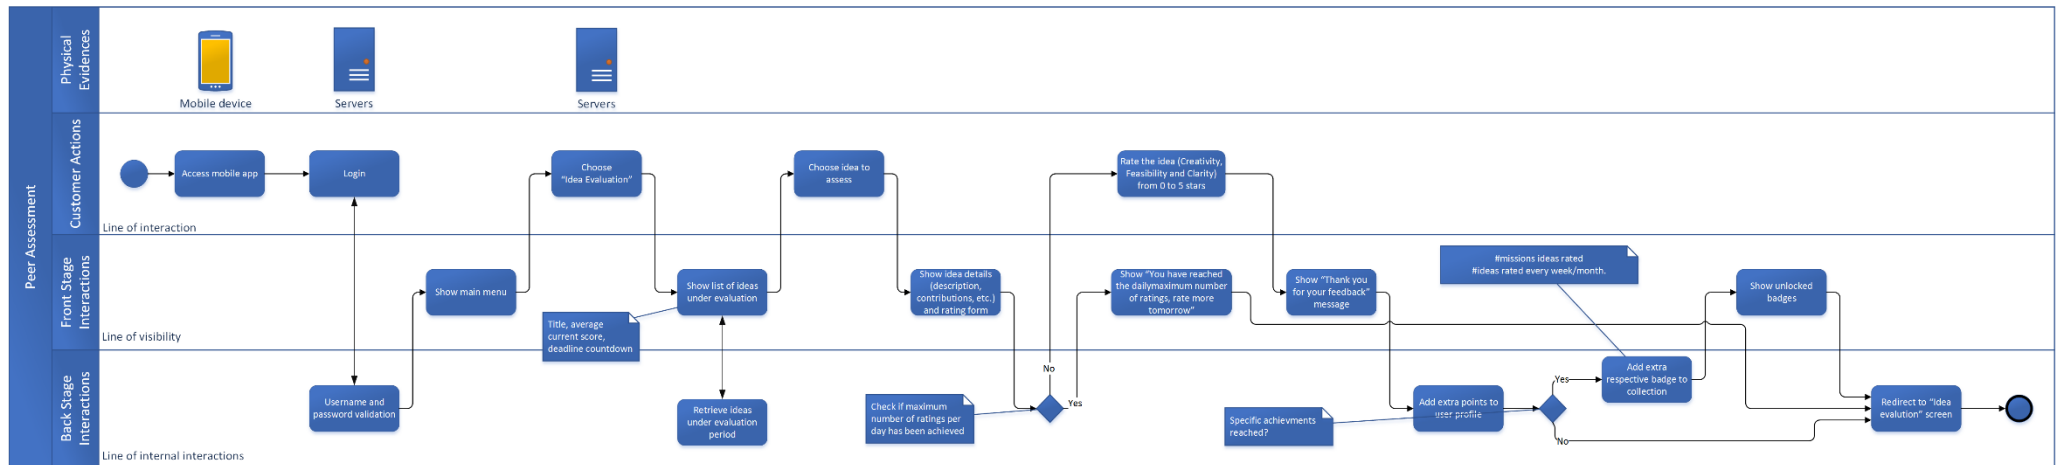 Peer Assessment
Physical
Evidences
Mobile device
Servers
Servers
Customer Actions
Access mobile app
Login
Choose
"Idea Evaluation"
Choose idea to
assess
Rate the idea (Creativity,
Feasibility and Clarity)
from 0 to 5 stars
Line of interaction
Front Stage
Interactions
Show main menu
Show list of ideas
under evaluation
Title, average
current score,
deadline countdown
Show idea details
(description,
contributions, etc.)
and rating form
Show "You have reached
the dailymaximum number
of ratings, rate more
tomorrow"
Show "Thank you
for your feedback"
message
#missions ideas rated
#ideas rated every week/month.
Show unlocked
badges
Line of visibility
Back Stage
Interactions
Username and
password validation
Retrieve ideas
under evaluation
period
Check if maximum
number of ratings per
day has been achieved
No
Yes
Specific achievments
reached?
Add extra points to
user profile
Yes
No
Add extra
respective badge to
collection
Redirect to "Idea
evalution" screen
Line of internal interactions